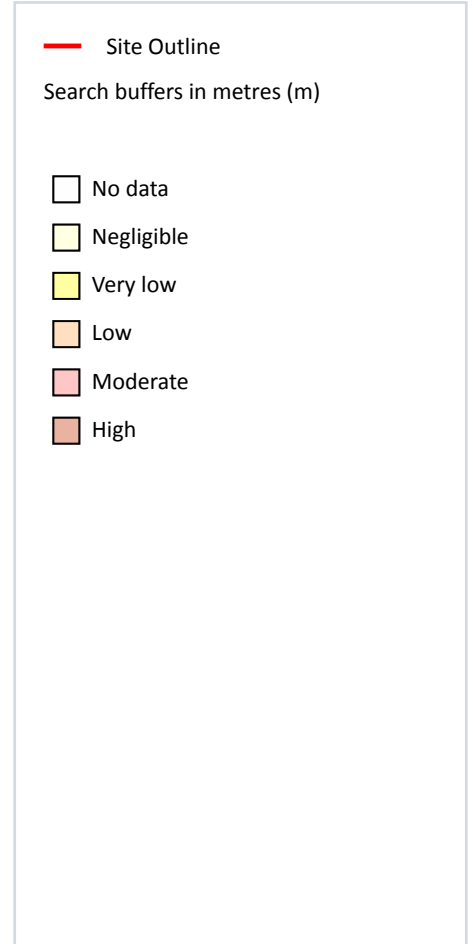 Site Outline
Search buffers in metres (m)
No data
Negligible
Very low
Low
Moderate
High